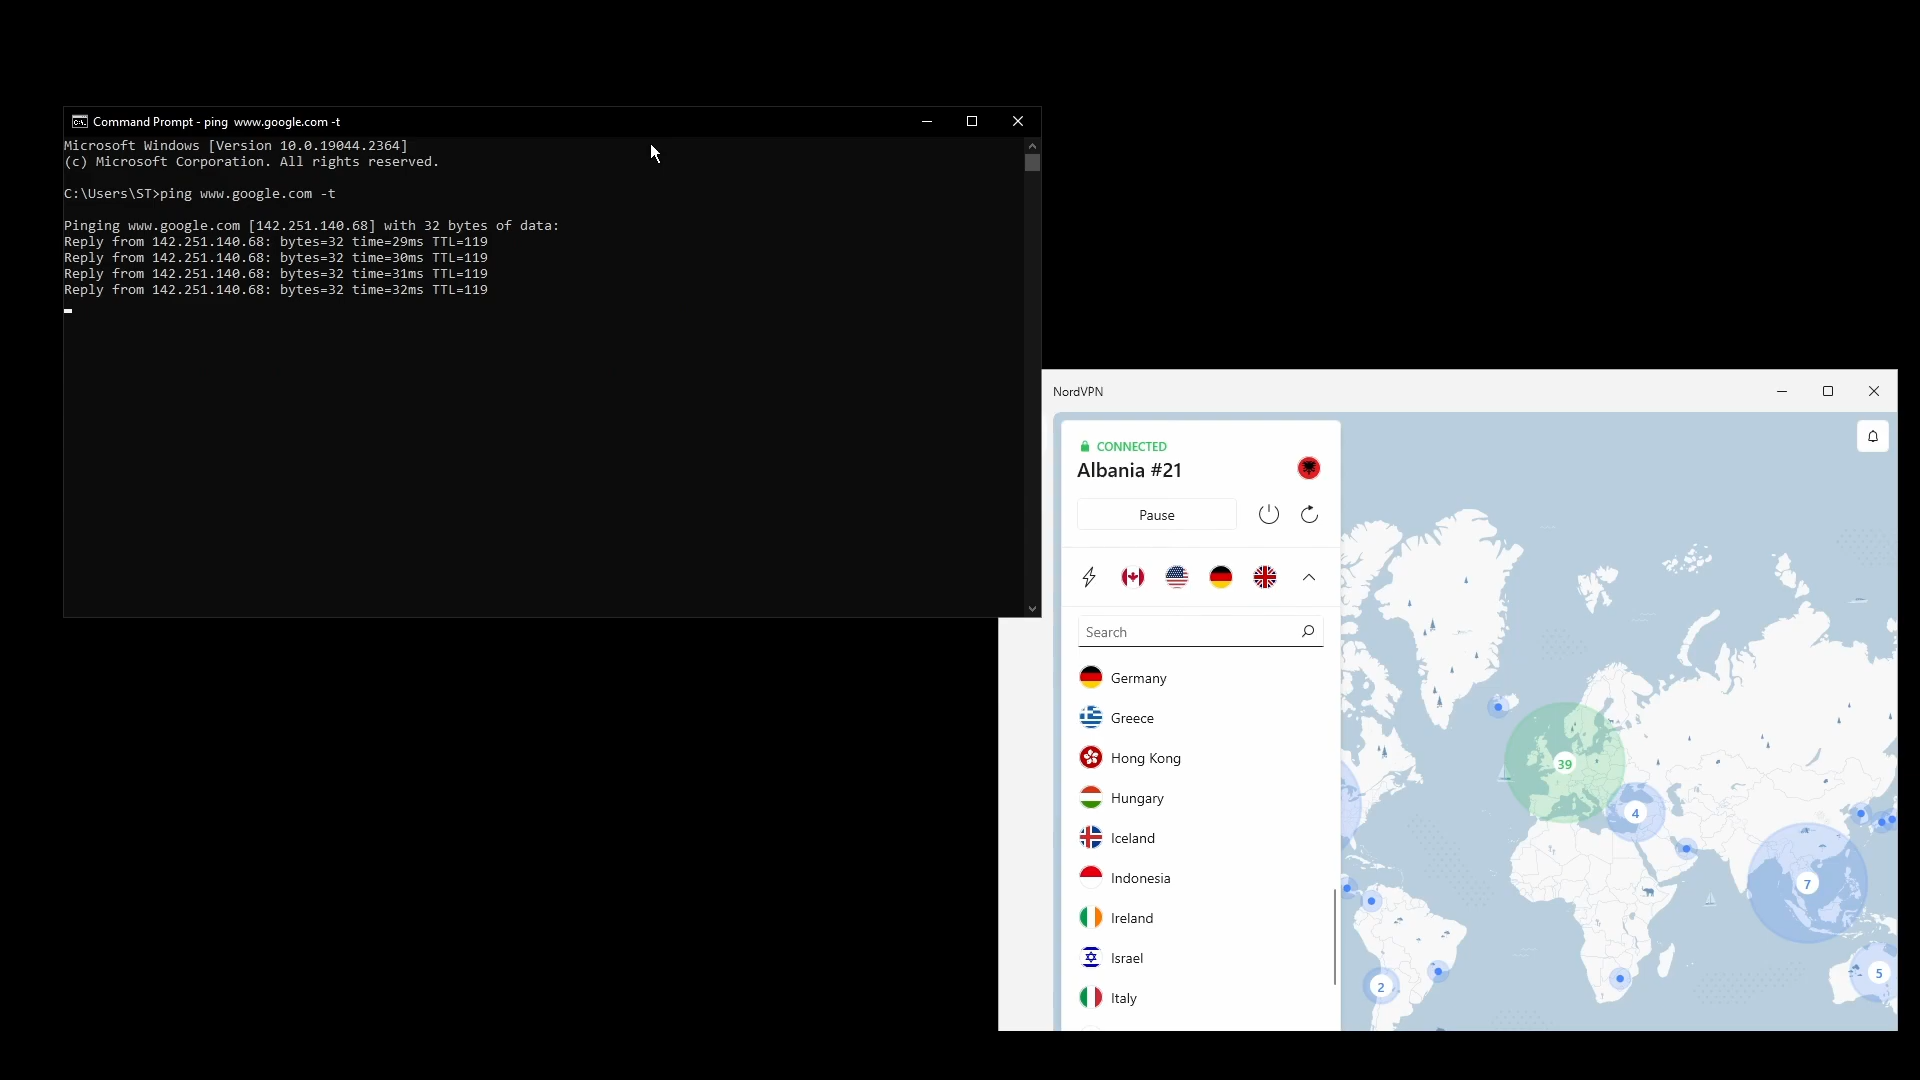 Command Prompt - ping  www.google.com -t
Microsoft Windows [Version 10.0.19044.2364]
(c) Microsoft Corporation. All rights reserved.
C:\Users\ST>ping www.google.com -t
Pinging www.google.com [142.251.140.68] with 32 bytes of data:
Reply from 142.251.140.68: bytes=32 time=29ms TTL=119
Reply from 142.251.140.68: bytes=32 time=30ms TTL=119
Reply from 142.251.140.68: bytes=32 time=31ms TTL=119
Reply from 142.251.140.68: bytes=32 time=32ms TTL=119
NordVPN
CONNECTED
Albania #21
Pause
Search
Germany
Greece
Hong Kong
Hungary
Iceland
Indonesia
Ireland
Israel
Italy
39
4
7
5
2